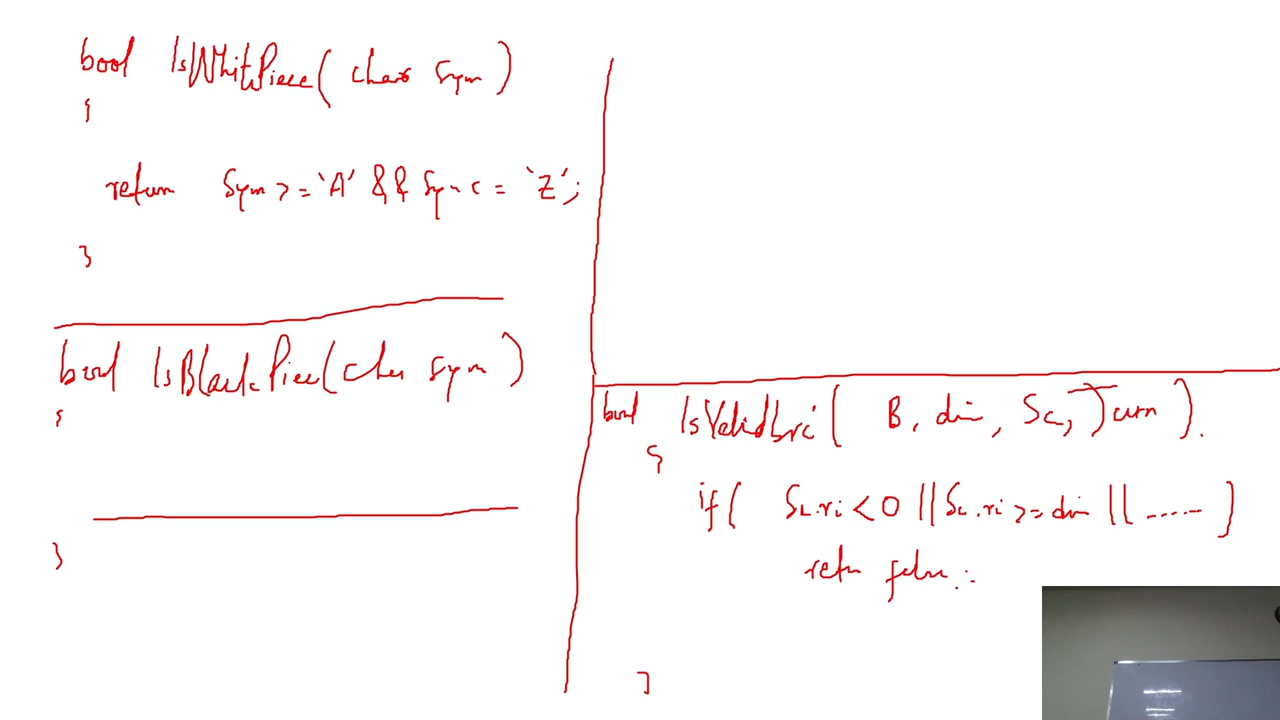 bool IsWhitePiece( char sym )
{
return Sym >= 'A' && Sym <= 'Z';
}
bool IsBlackPiece( char sym )
{
}
bool IsValidSrc( B, dim, Sc, Turn ).
{
if( Sc.ri < 0 || Sc.ri >= dim || ..... )
return false;
}